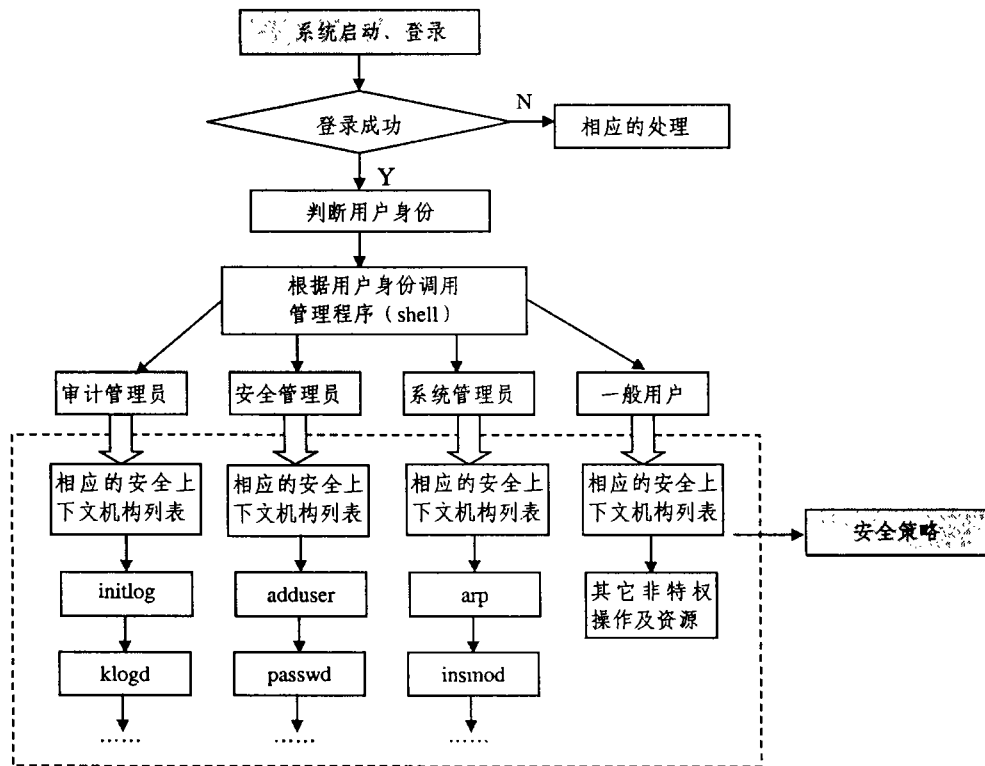 系统启动、登录
登录成功
N
相应的处理
Y
判断用户身份
根据用户身份调用
管理程序（shell）
审计管理员
安全管理员
系统管理员
一般用户
相应的安全上
下文机构列表
相应的安全上
下文机构列表
相应的安全上
下文机构列表
相应的安全上
下文机构列表
安全策略
initlog
adduser
arp
其它非特权
操作及资源
klogd
passwd
insmod
……
……
……